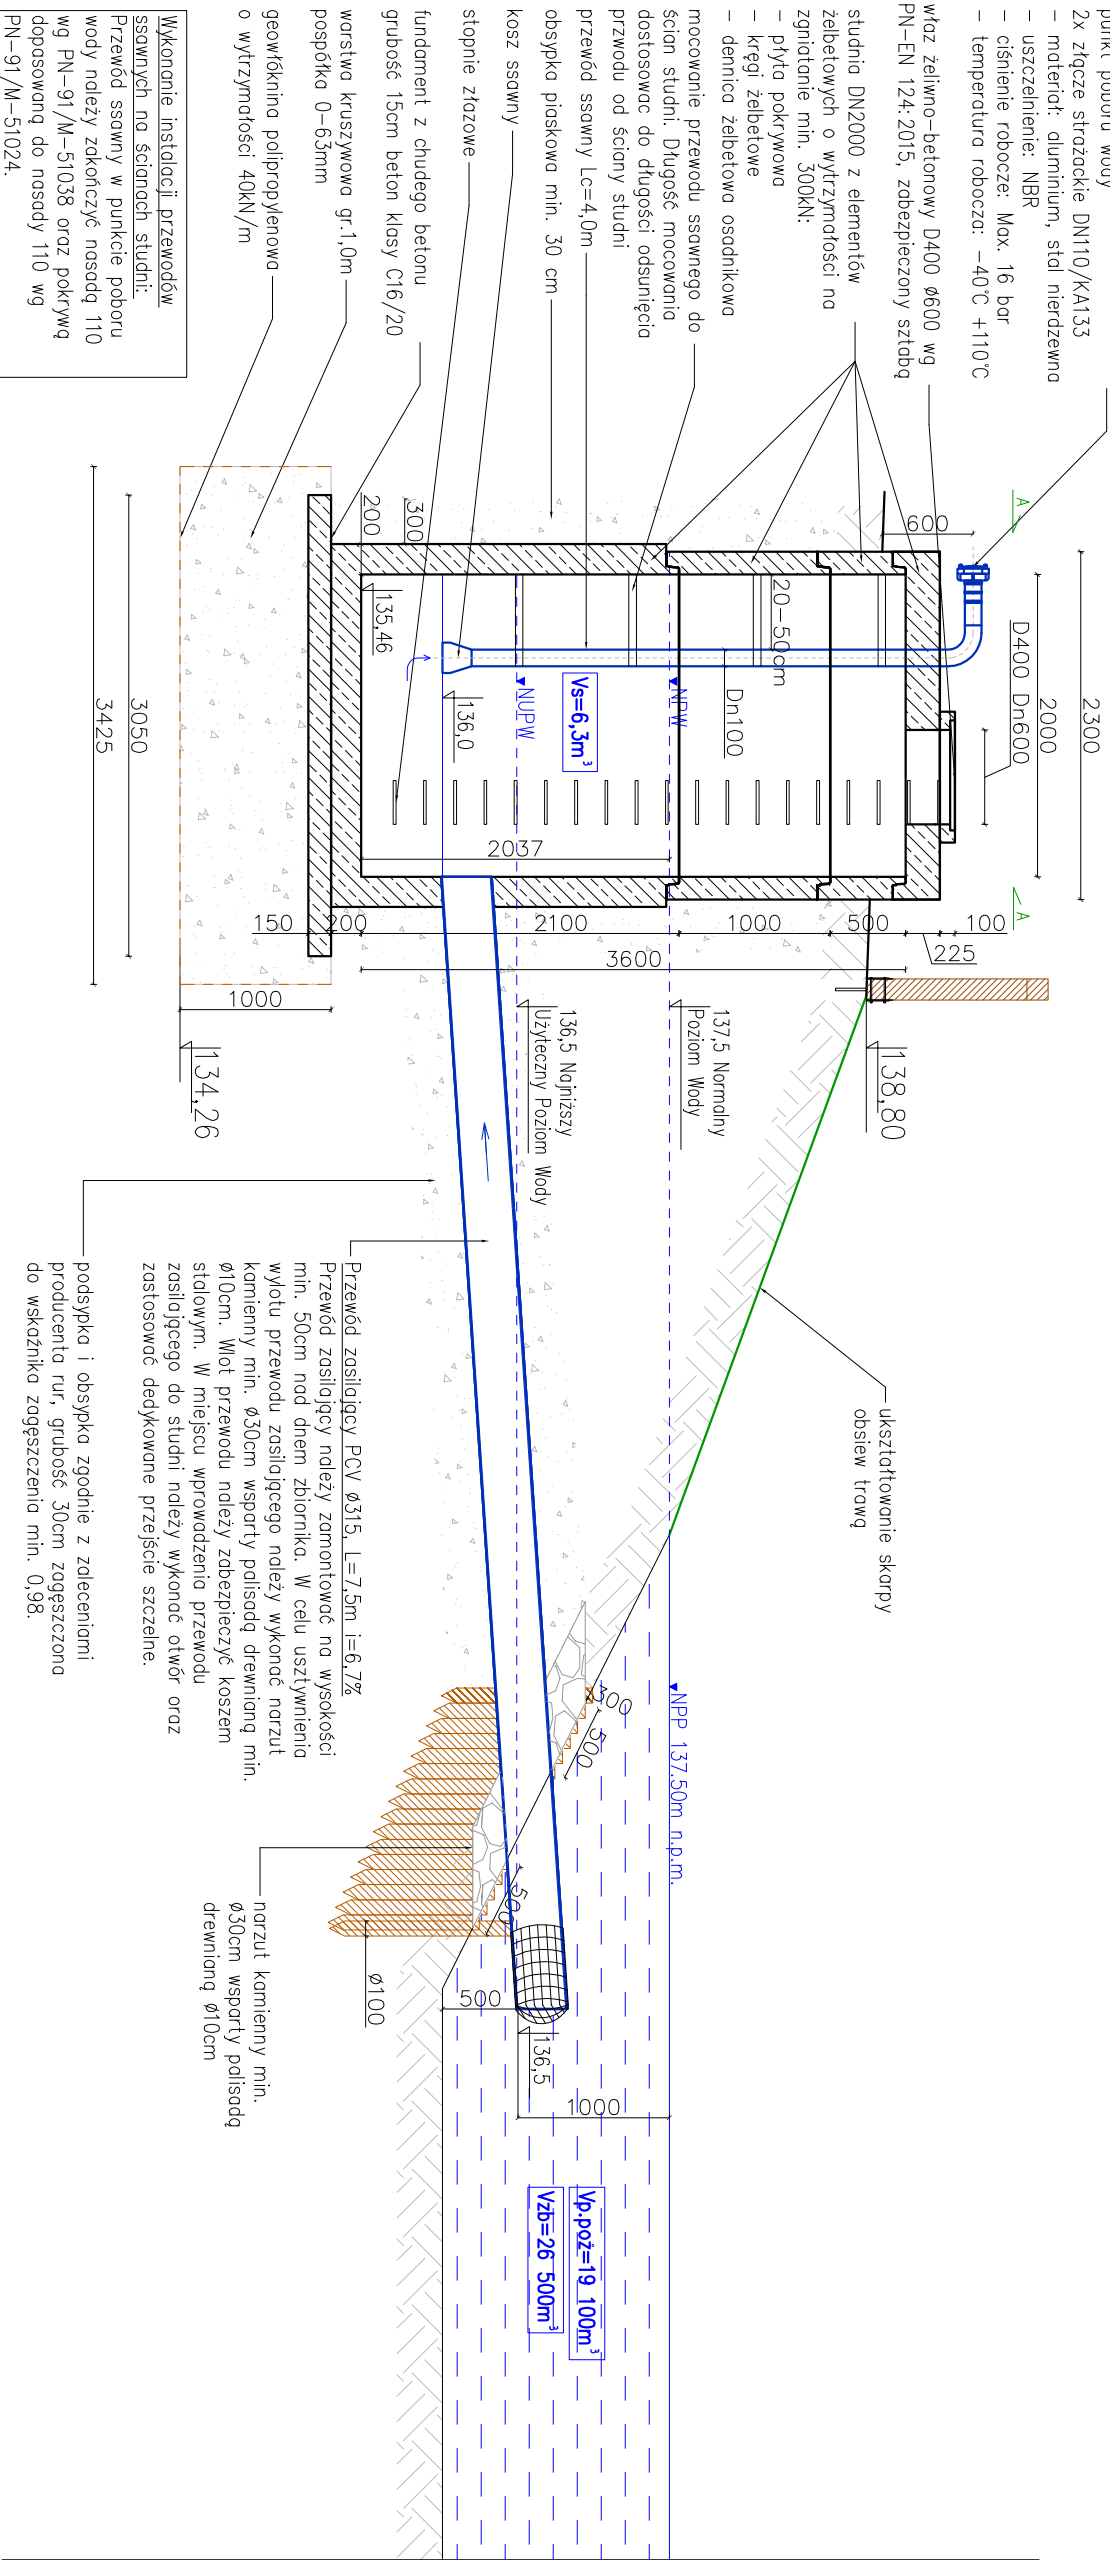 punkt poboru wody
2x złącze strażackie DN110/KA133
- materiał: aluminium, stal nierdzewna
- uszczelnienie: NBR
- ciśnienie robocze: Max. 16 bar
- temperatura robocza: -40°C +110°C
właz żeliwno-betonowy D400 ø600 wg
PN-EN 124:2015, zabezpieczony sztabą
studnia DN2000 z elementów
żelbetowych o wytrzymałości na
zgniatanie min. 300kN:
- płyta pokrywowa
- kręgi żelbetowe
- dennica żelbetowa osadnikowa
mocowanie przewodu ssawnego do
ścian studni. Długość mocowania
dostosowac do długości odsunięcia
przwodu od ściany studni
przewód ssawny Lc=4,0m
obsypka piaskowa min. 30 cm
kosz ssawny
stopnie złazowe
fundament z chudego betonu
grubość 15cm beton klasy C16/20
warstwa kruszywowa gr.1,0m
pospółka 0-63mm
geowłóknina polipropylenowa
o wytrzymałości 40kN/m
Wykonanie instalacji przewodów
ssawnych na ścianach studni:
Przewód ssawny w punkcie poboru
wody należy zakończyć nasadą 110
wg PN-91/M-51038 oraz pokrywą
dopasowaną do nasady 110 wg
PN-91/M-51024.
A
A
600
2300
2000
D400 Dn600
20-50cm
Dn100
NPW
Vs=6,3m³
NUPW
136,0
135,46
200
300
2037
150
200
2100
1000
500
225
100
3600
3050
3425
1000
134,26
138,80
137,5 Normalny
Poziom Wody
136,5 Najniższy
Użyteczny Poziom Wody
ukształtowanie skarpy
obsiew trawą
Przewód zasilający PCV ø315, L=7,5m i=6,7%
Przewód zasilający należy zamontować na wysokości
min. 50cm nad dnem zbiornika. W celu usztywnienia
wylotu przewodu zasilającego należy wykonać narzut
kamienny min. ø30cm wsparty palisadą drewnianą min.
ø10cm. Wlot przewodu należy zabezpieczyć koszem
stalowym. W miejscu wprowadzenia przewodu
zasilającego do studni należy wykonać otwór oraz
zastosować dedykowane przejście szczelne.
podsypka i obsypka zgodnie z zaleceniami
producenta rur, grubość 30cm zagęszczona
do wskaźnika zagęszczenia min. 0,98.
NPP 137.50m n.p.m.
300
500
500
ø100
500
136,5
1000
narzut kamienny min.
ø30cm wsparty palisadą
drewnianą ø10cm
Vp.poż=19 100m³
Vzb=26 500m³